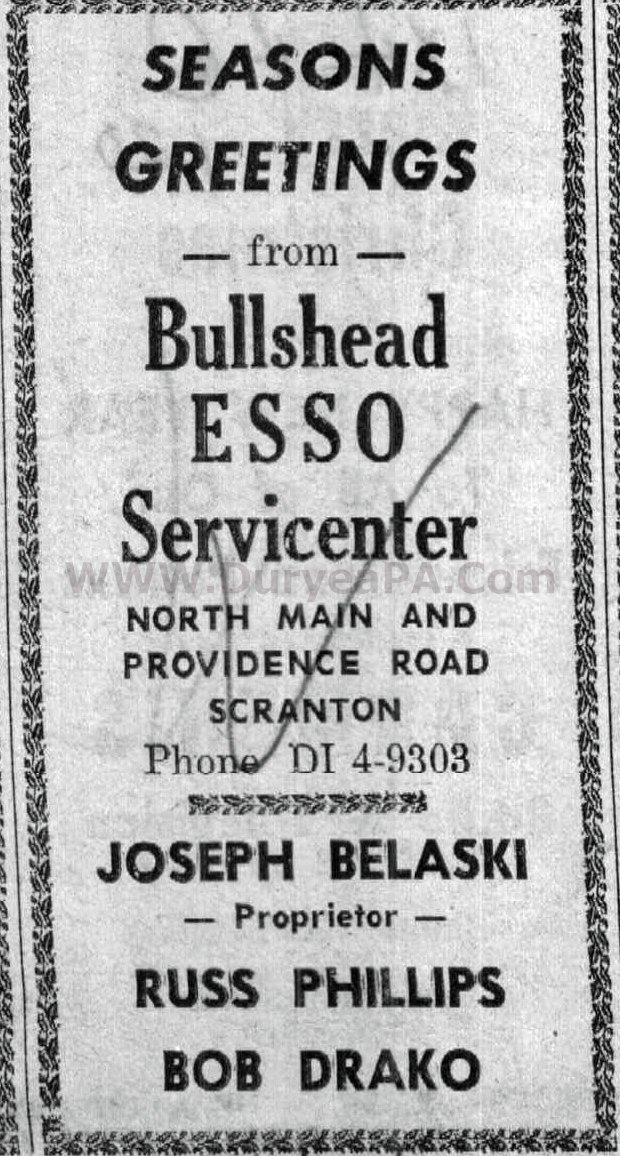 SEASONS
GREETINGS
— from —
Bullshead
ESSO
Servicenter
WWW.DuryeaPA.Com
NORTH MAIN AND
PROVIDENCE ROAD
SCRANTON
Phone DI 4-9303
JOSEPH BELASKI
— Proprietor —
RUSS PHILLIPS
BOB DRAKO